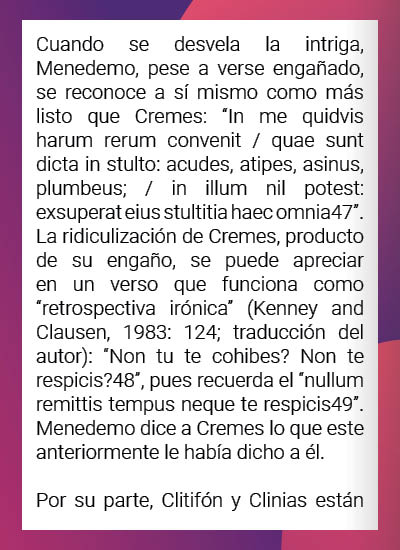 Cuando se desvela la intriga,
Menedemo, pese a verse engañado,
se reconoce a sí mismo como más
listo que Cremes: “In me quidvis
harum rerum convenit / quae sunt
dicta in stulto: acudes, atipes, asinus,
plumbeus; / in illum nil potest:
exsuperat eius stultitia haec omnia47”.
La ridiculización de Cremes, producto
de su engaño, se puede apreciar
en un verso que funciona como
“retrospectiva irónica” (Kenney and
Clausen, 1983: 124; traducción del
autor): “Non tu te cohibes? Non te
respicis?48”, pues recuerda el “nullum
remittis tempus neque te respicis49”.
Menedemo dice a Cremes lo que este
anteriormente le había dicho a él.
Por su parte, Clitifón y Clinias están